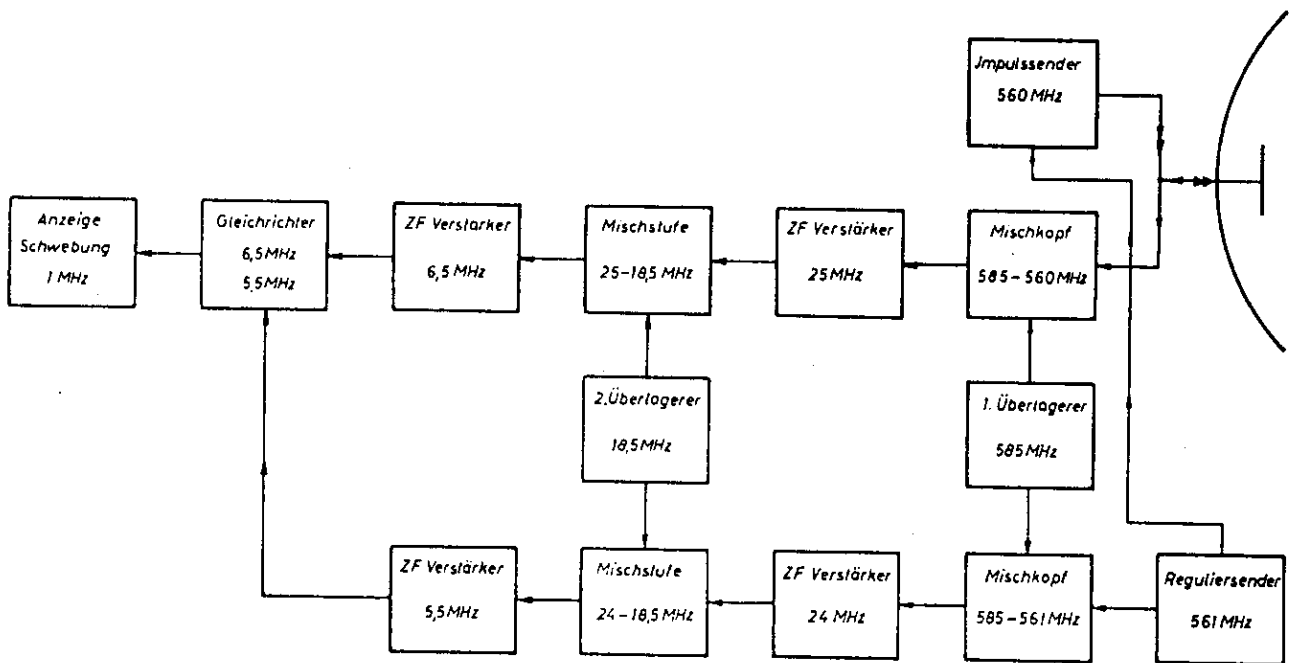 Jmpulssender
560 MHz
Anzeige
Schwebung
1 MHz
Gleichrichter
6,5 MHz
5,5 MHz
ZF Verstärker
6,5 MHz
Mischstufe
25-18,5 MHz
ZF Verstärker
25 MHz
Mischkopf
585-560 MHz
2. Überlagerer
18,5 MHz
1. Überlagerer
585 MHz
ZF Verstärker
5,5 MHz
Mischstufe
24-18,5 MHz
ZF Verstärker
24 MHz
Mischkopf
585-561 MHz
Reguliersender
561 MHz